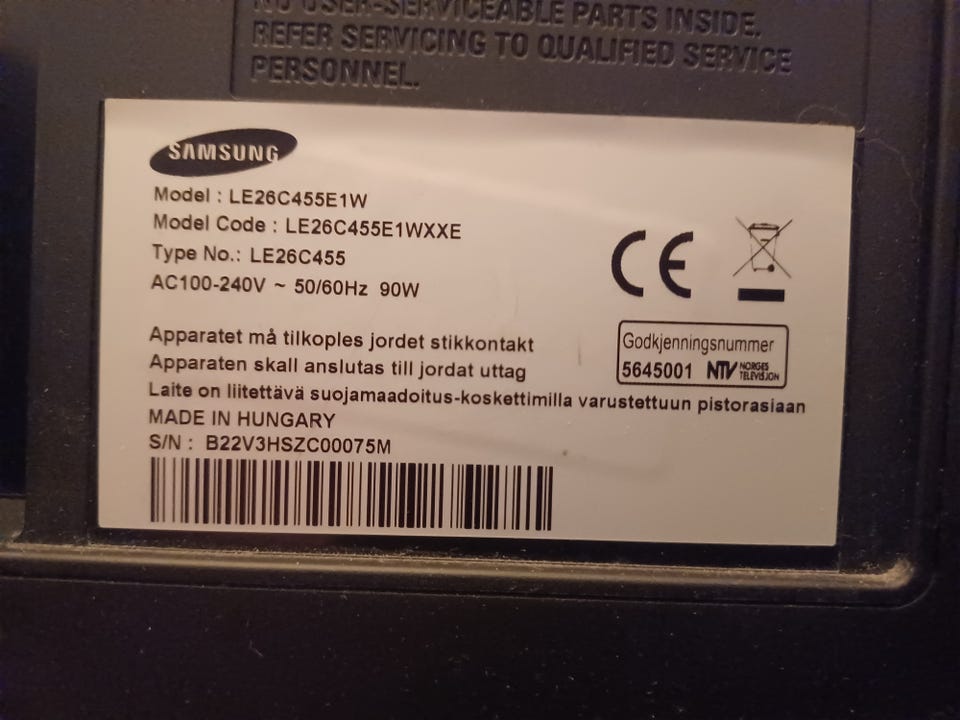 NO USER-SERVICEABLE PARTS INSIDE.
REFER SERVICING TO QUALIFIED SERVICE
PERSONNEL.
SAMSUNG
Model : LE26C455E1W
Model Code : LE26C455E1WXXE
Type No.: LE26C455
AC100-240V ~ 50/60Hz 90W
CE
Apparatet må tilkoples jordet stikkontakt
Apparaten skall anslutas till jordat uttag
Laite on liitettävä suojamaadoitus-koskettimilla varustettuun pistorasiaan
Godkjenningsnummer
5645001 NTV NORGES
TELEVISJON
MADE IN HUNGARY
S/N : B22V3HSZC00075M